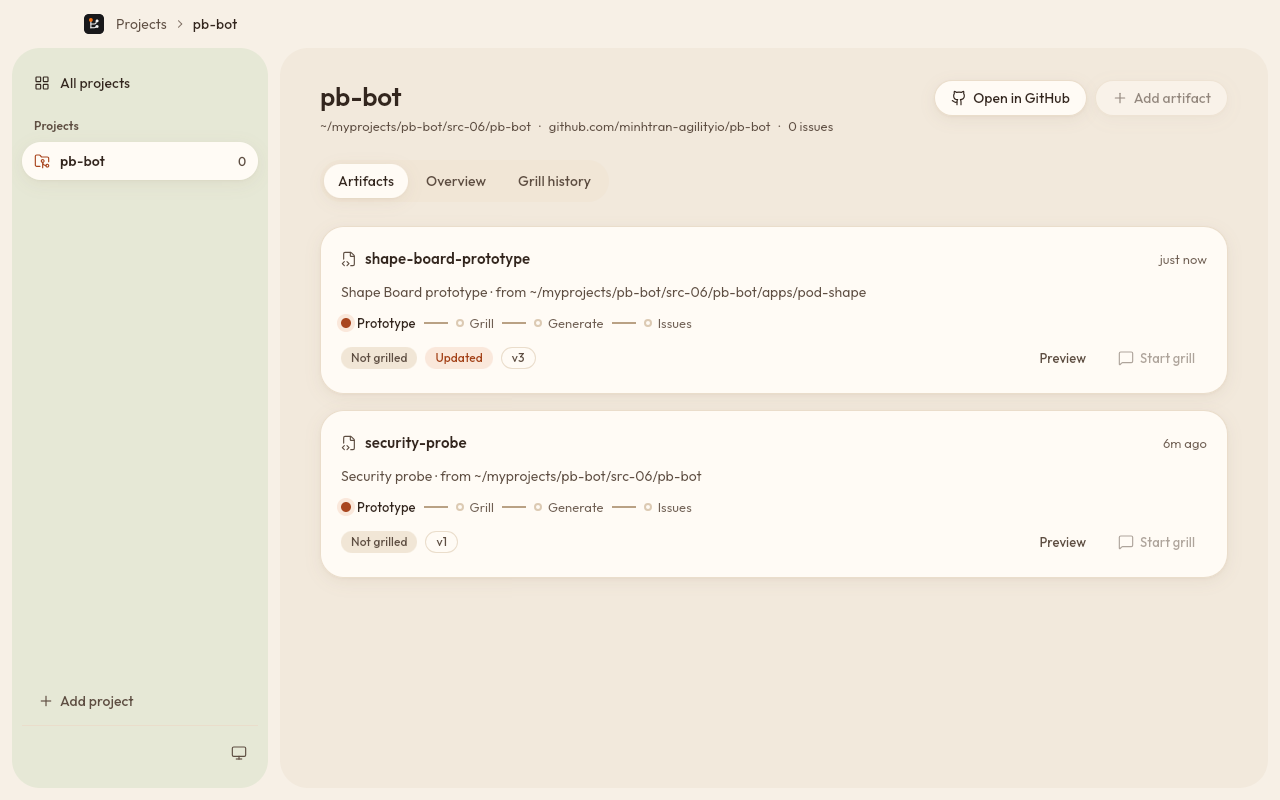 Projects > pb-bot
All projects
Projects
pb-bot 0
Add project
pb-bot
Open in GitHub
Add artifact
~/myprojects/pb-bot/src-06/pb-bot · github.com/minhtran-agilityio/pb-bot · 0 issues
Artifacts Overview Grill history
shape-board-prototype just now
Shape Board prototype · from ~/myprojects/pb-bot/src-06/pb-bot/apps/pod-shape
Prototype Grill Generate Issues
Not grilled Updated v3 Preview Start grill
security-probe 6m ago
Security probe · from ~/myprojects/pb-bot/src-06/pb-bot
Prototype Grill Generate Issues
Not grilled v1 Preview Start grill